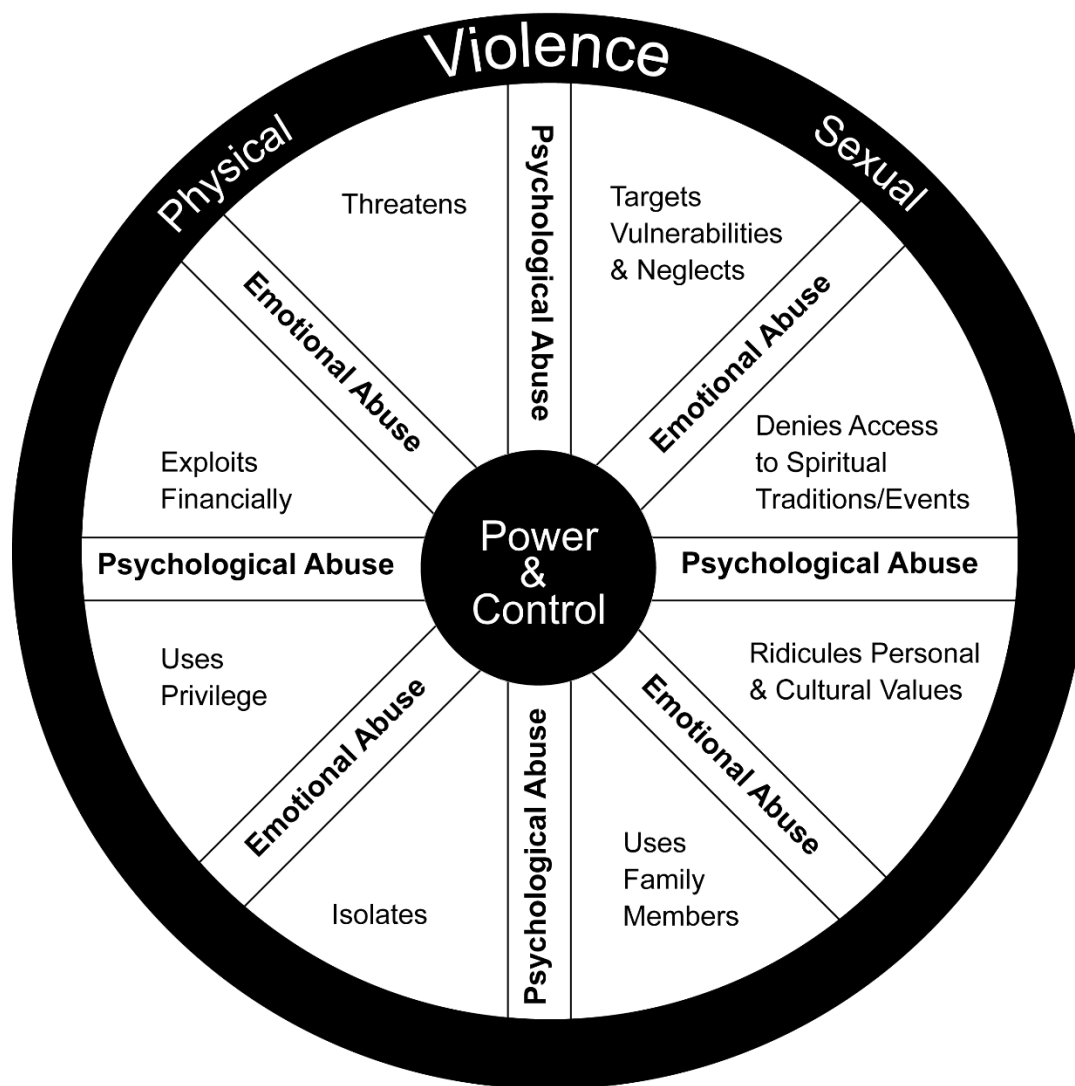 Violence
Physical
Sexual
Psychological Abuse
Threatens
Targets
Vulnerabilities
& Neglects
Emotional Abuse
Emotional Abuse
Exploits
Financially
Denies Access
to Spiritual
Traditions/Events
Psychological Abuse
Power
&
Control
Psychological Abuse
Uses
Privilege
Ridicules Personal
& Cultural Values
Emotional Abuse
Emotional Abuse
Isolates
Psychological Abuse
Uses
Family
Members